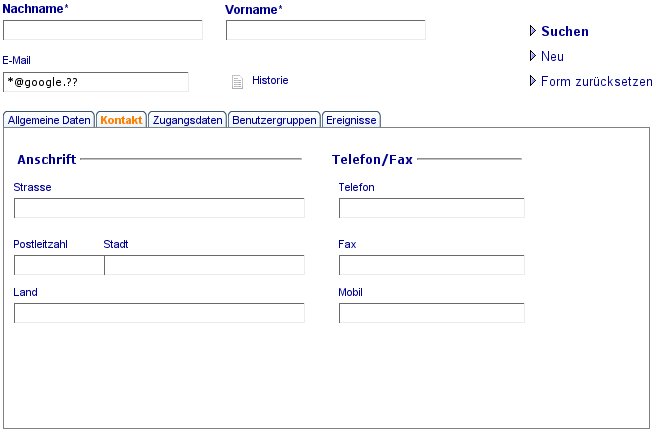 Nachname* Vorname*
Suchen
E-Mail Neu
*@google.?? Historie Form zurücksetzen
Allgemeine Daten Kontakt Zugangsdaten Benutzergruppen Ereignisse
Anschrift Telefon/Fax
Strasse Telefon
Postleitzahl Stadt Fax
Land Mobil